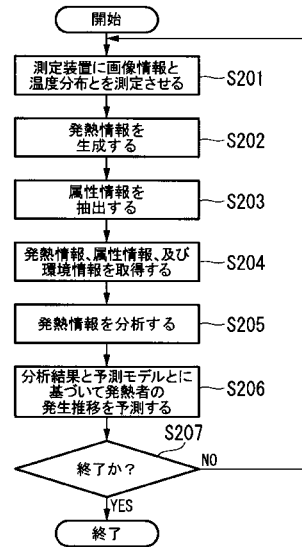 開始
測定装置に画像情報と
温度分布とを測定させる
S201
発熱情報を
生成する
S202
属性情報を
抽出する
S203
発熱情報、属性情報、及び
環境情報を取得する
S204
発熱情報を分析する
S205
分析結果と予測モデルとに
基づいて発熱者の
発生推移を予測する
S206
S207
終了か?
NO
YES
終了